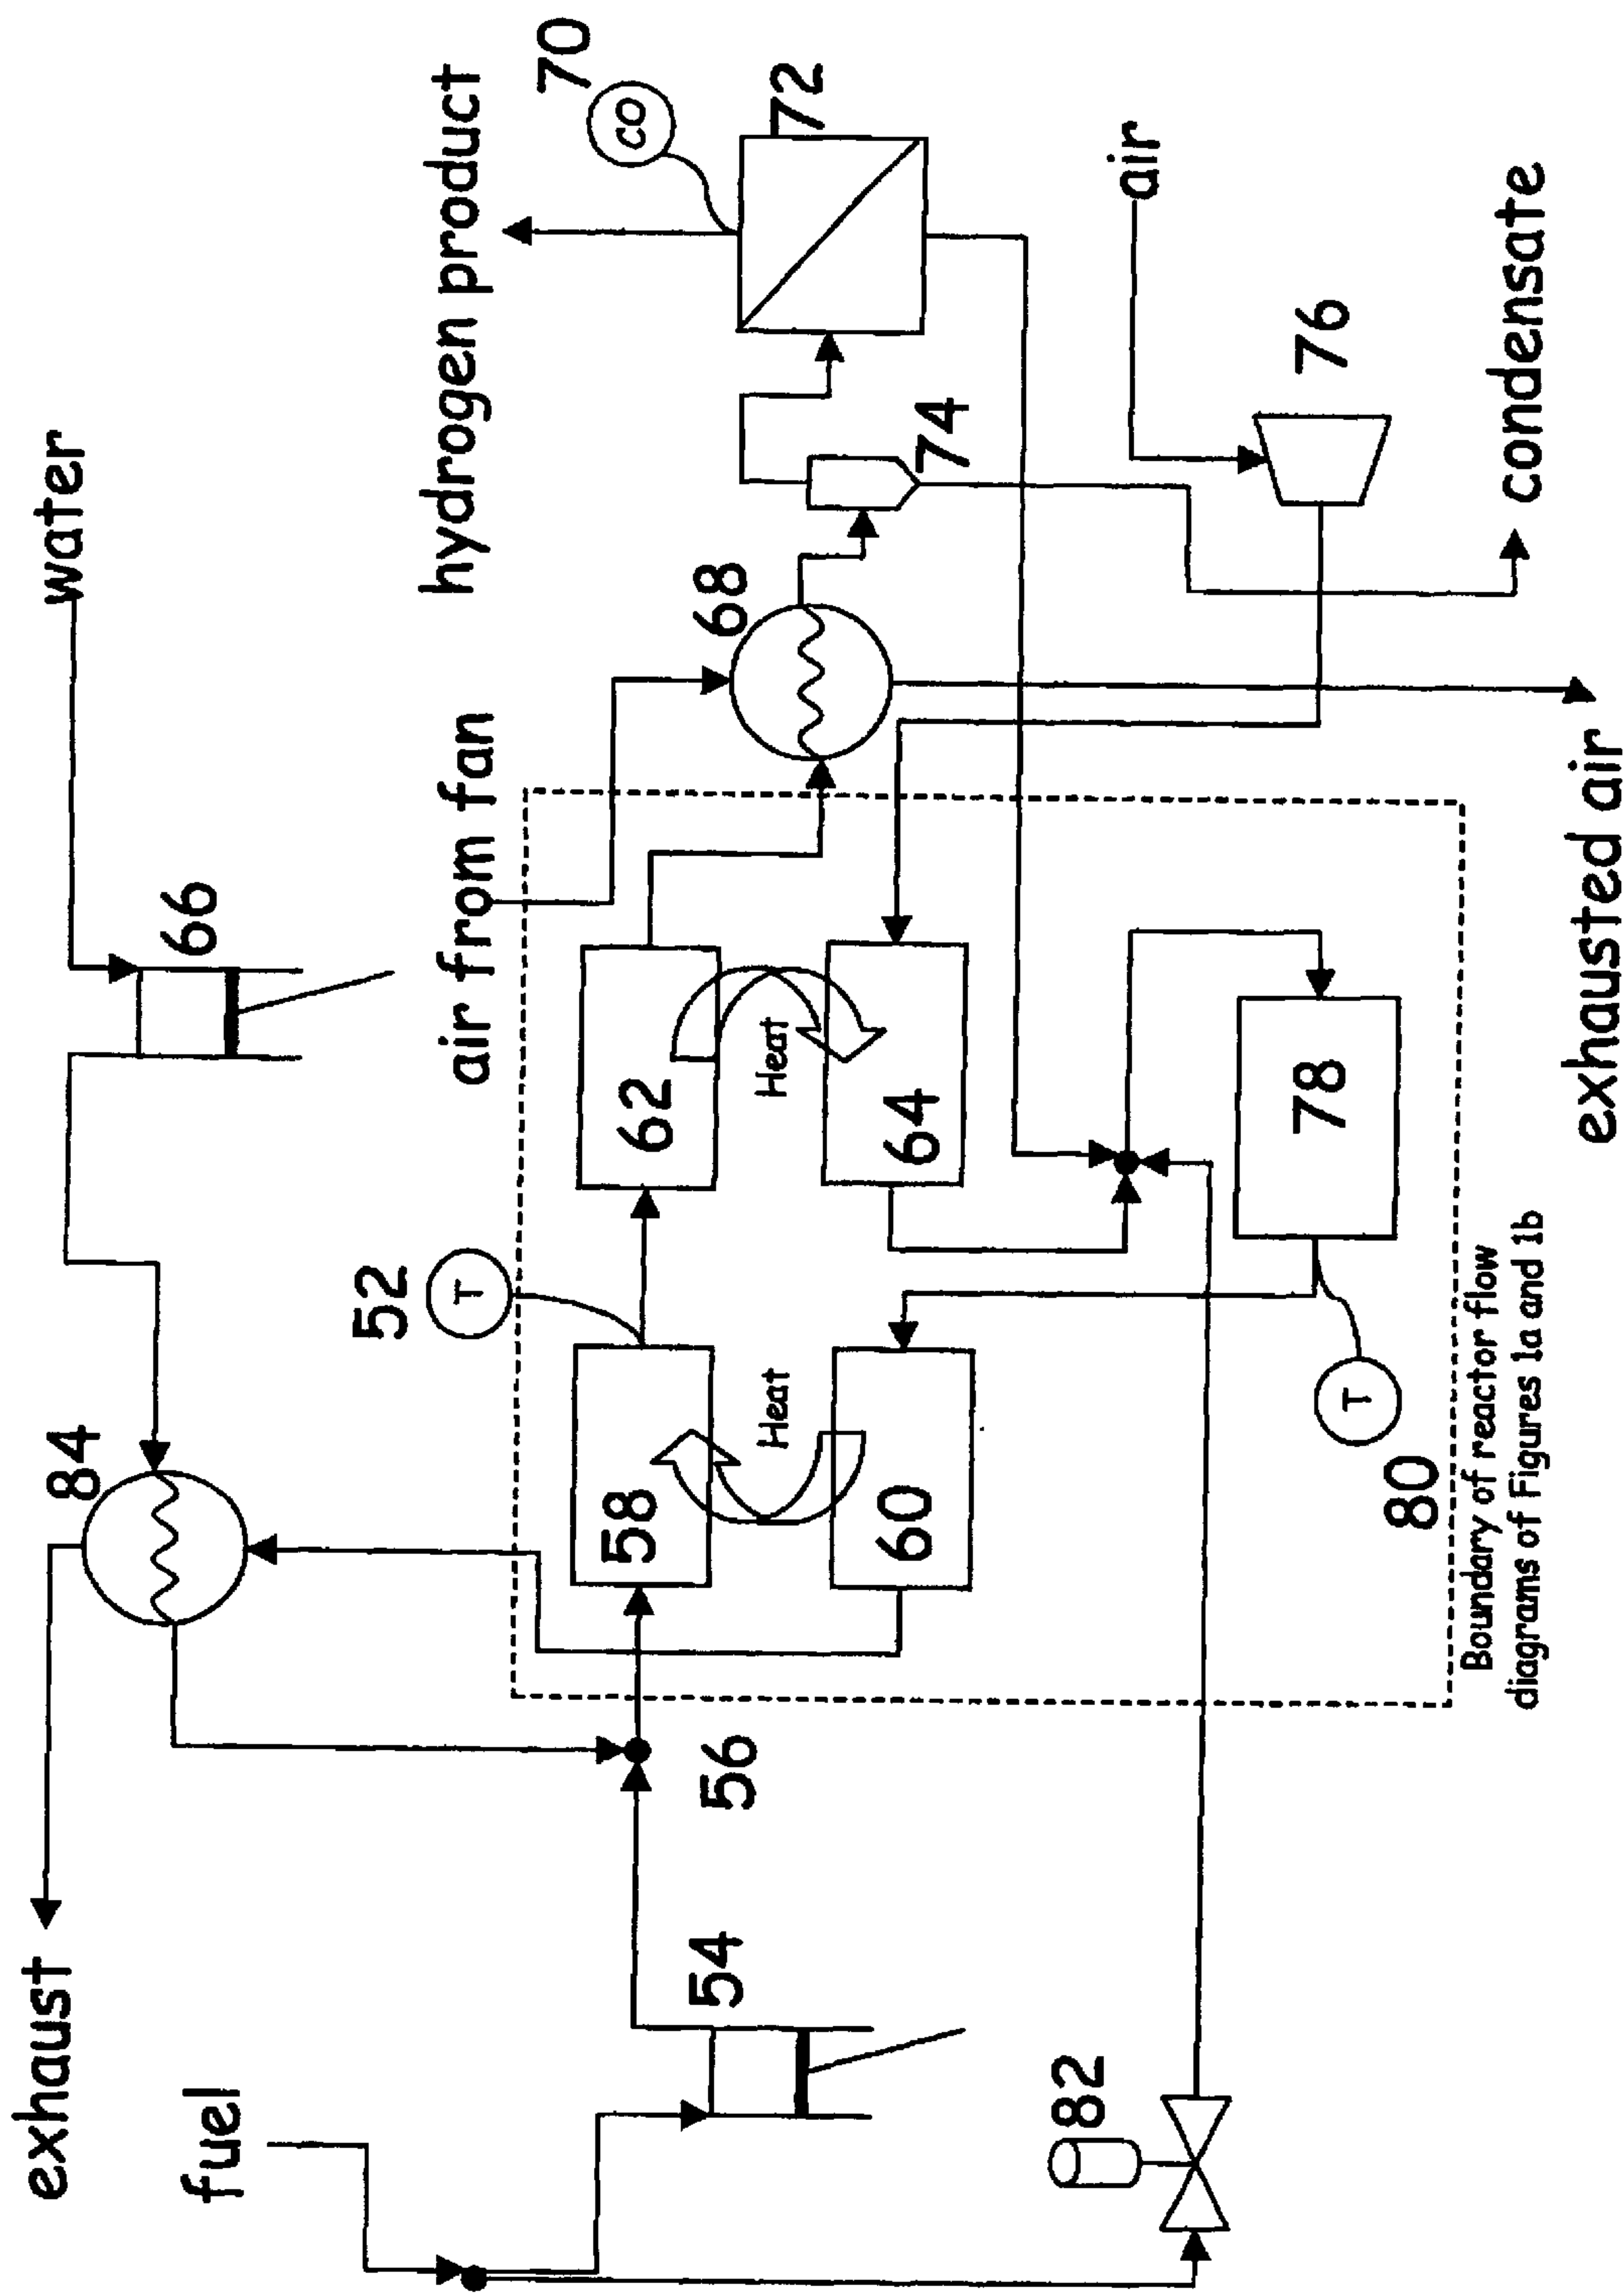 exhaust
84
water
fuel
66
52
T
air from fan
hydrogen product
70
CO
58
62
54
56
68
Heat
Heat
72
60
64
74
82
air
78
76
T
80
Boundary of reactor flow
diagrams of Figures 1a and 1b
condensate
exhausted air